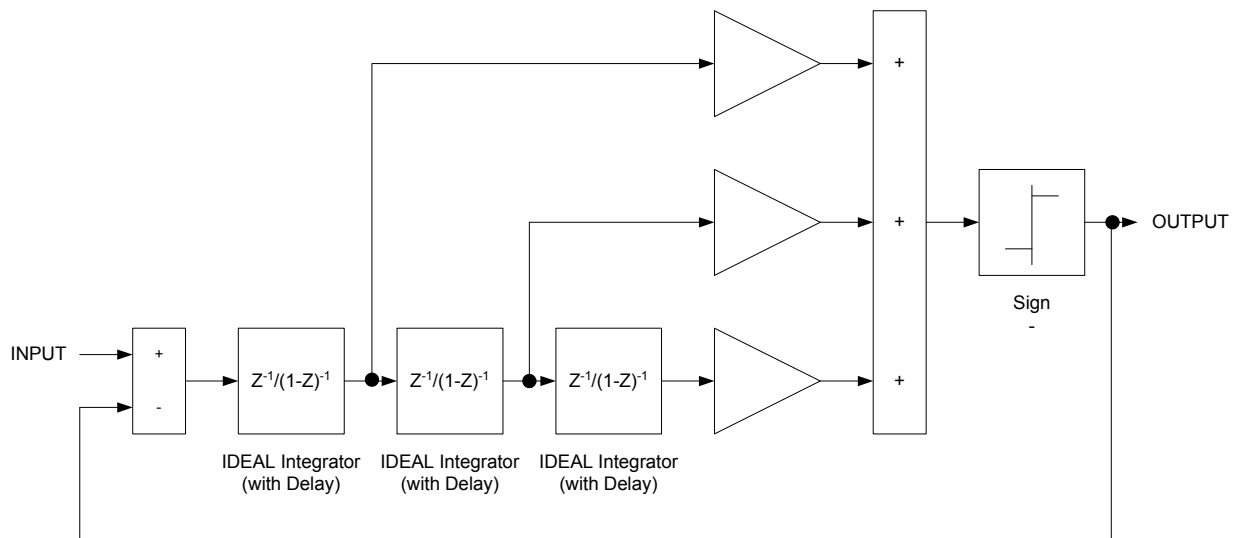 +
+
+
OUTPUT
Sign
-
INPUT
+
-
Z-1/(1-Z)-1
Z-1/(1-Z)-1
Z-1/(1-Z)-1
IDEAL Integrator
(with Delay)
IDEAL Integrator
(with Delay)
IDEAL Integrator
(with Delay)